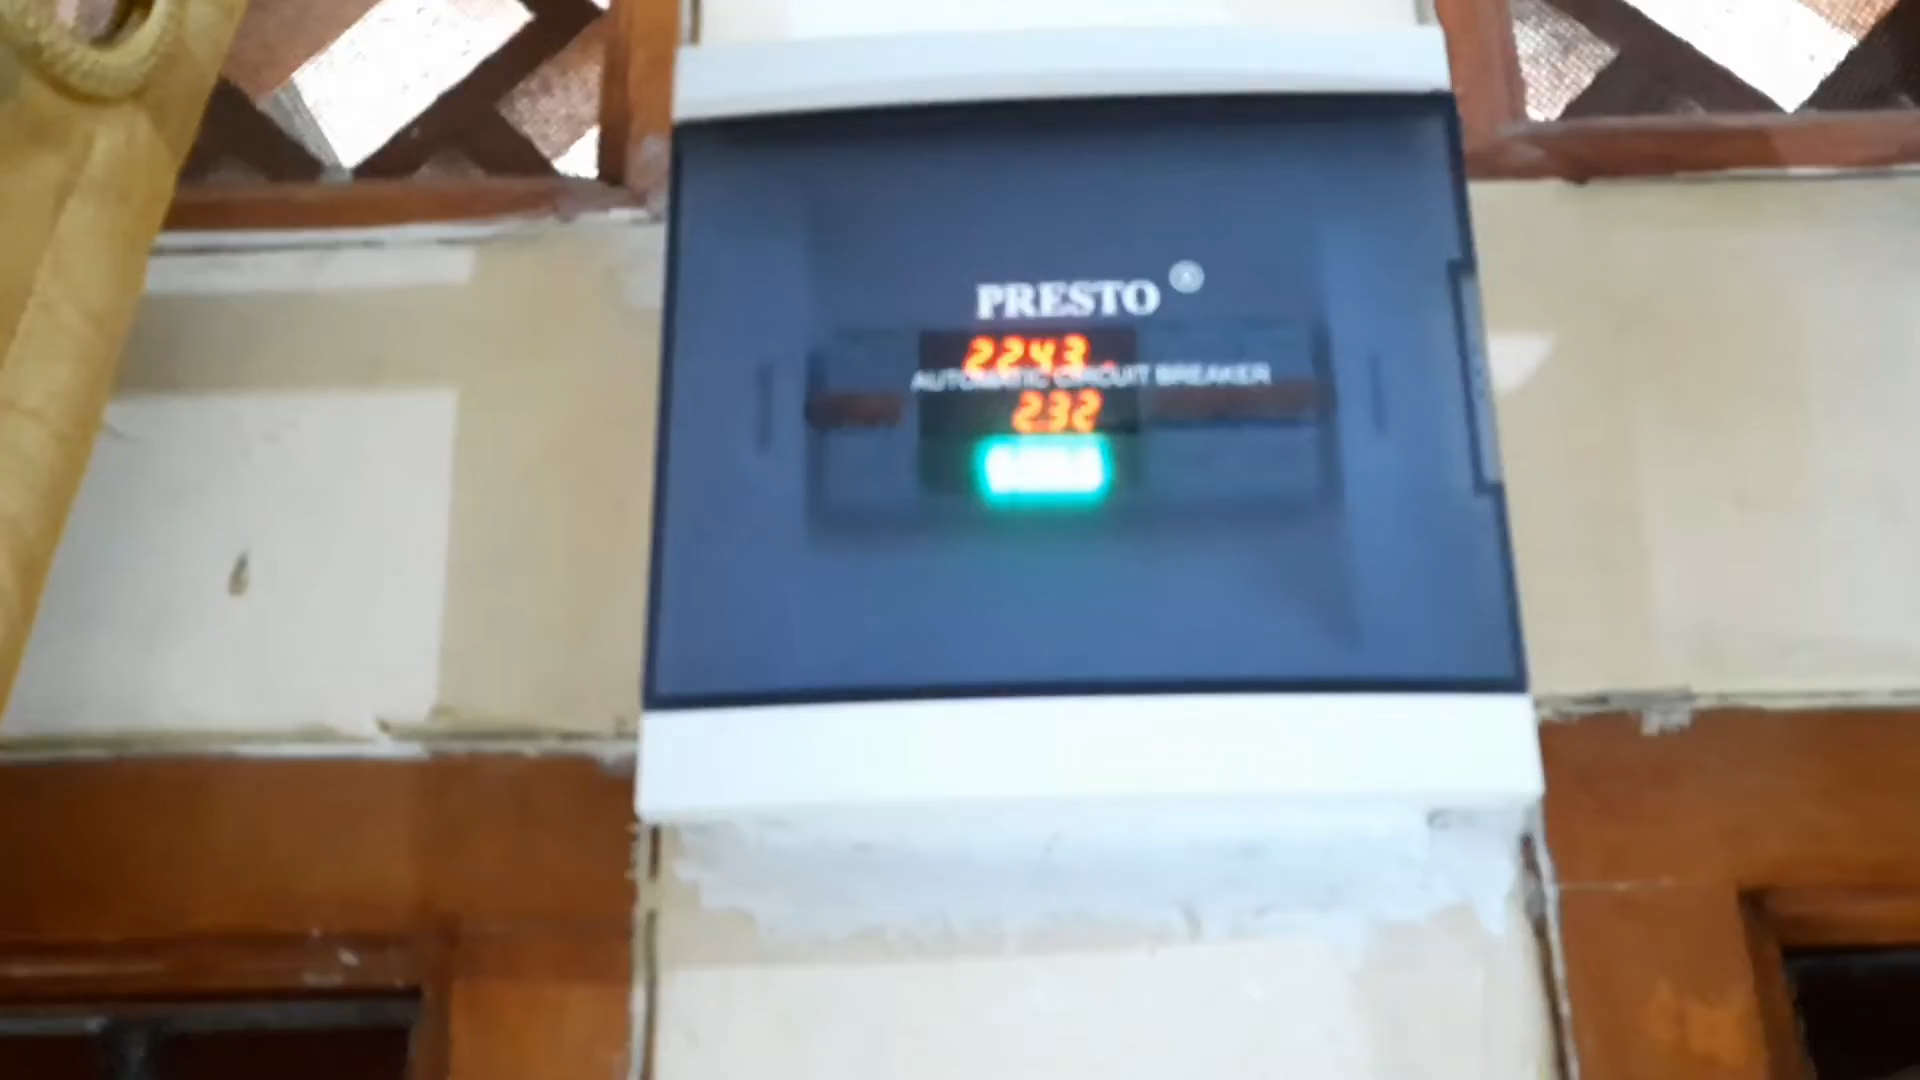 PRESTO ®
2243
AUTOMATIC CIRCUIT BREAKER
232